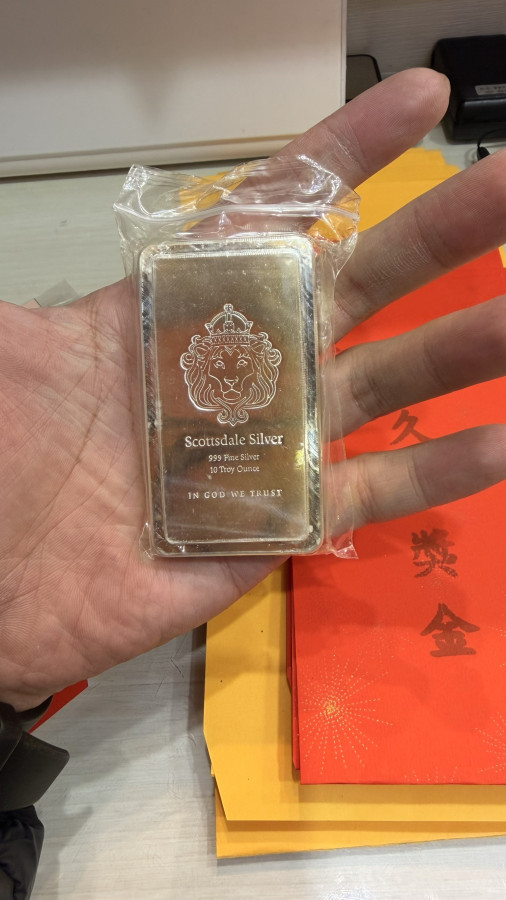 Scottsdale Silver
999 Fine Silver
10 Troy Ounce
IN GOD WE TRUST
久
獎
金